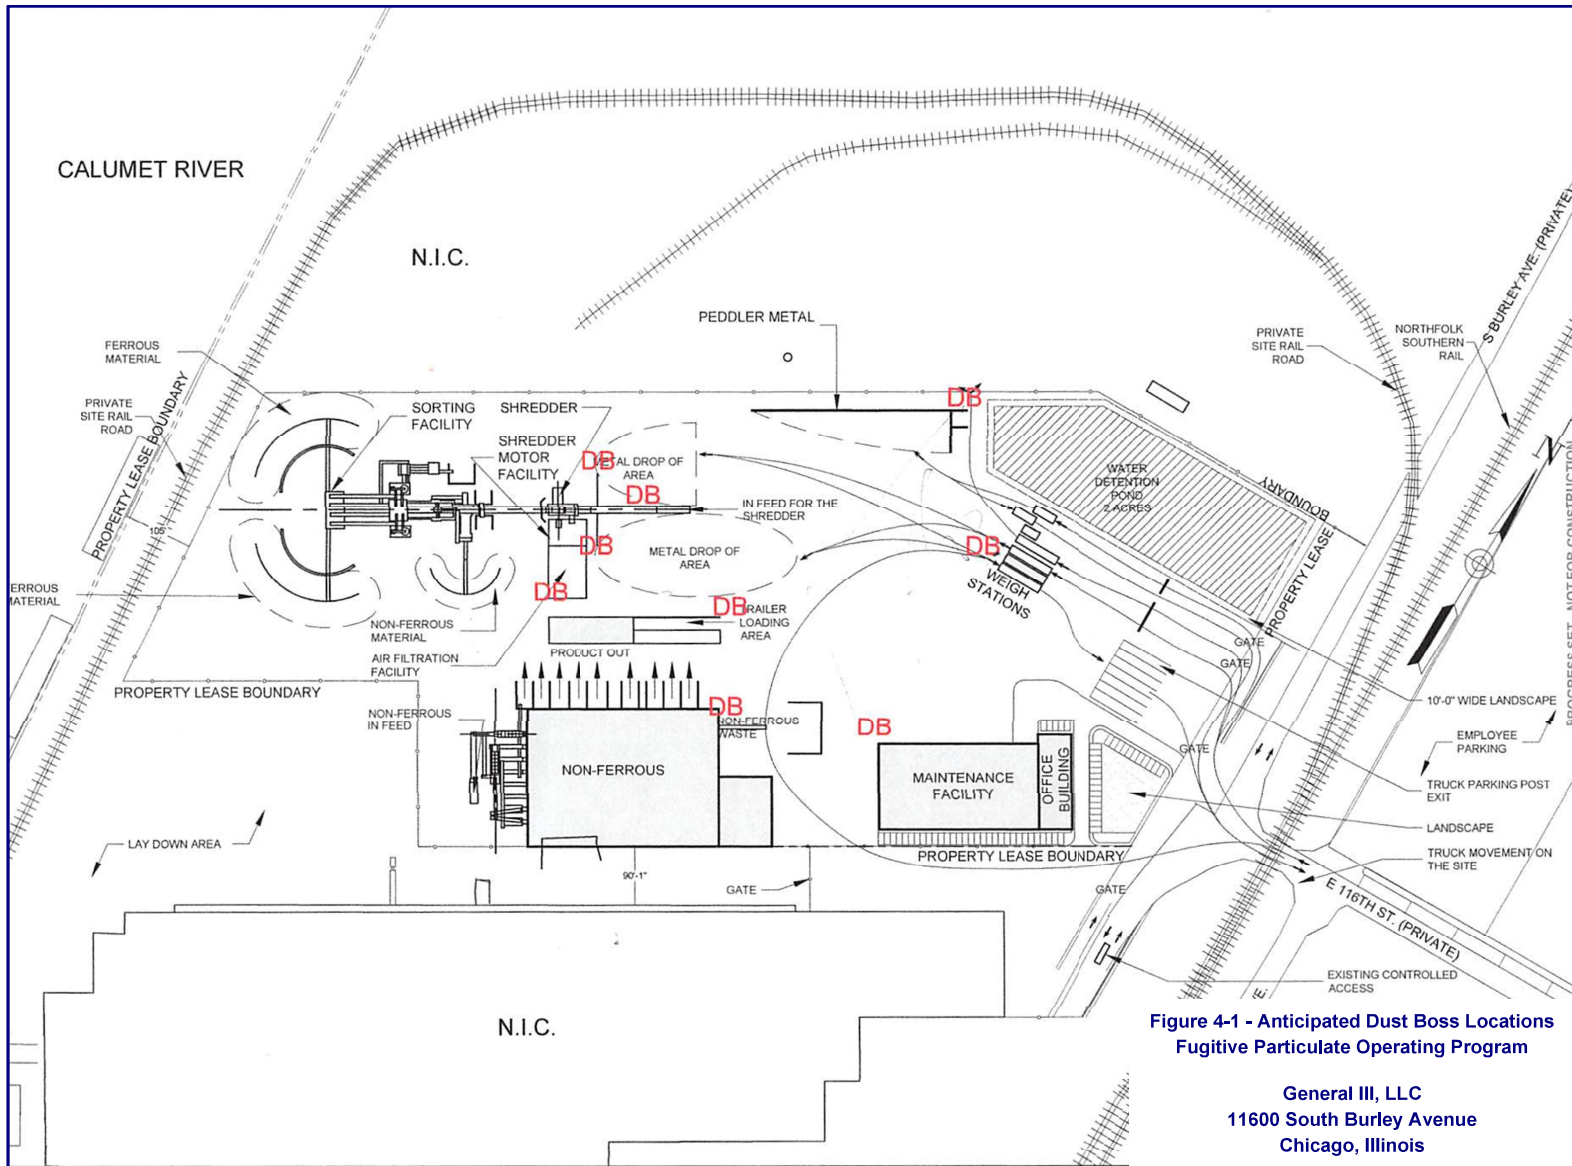 CALUMET RIVER
N.I.C.
PEDDLER METAL
FERROUS
MATERIAL
PRIVATE
SITE RAIL
ROAD
PROPERTY LEASE BOUNDARY
SORTING
FACILITY
SHREDDER
SHREDDER
MOTOR
FACILITY
DB
METAL DROP OF
AREA
DB
IN FEED FOR THE
SHREDDER
DB
METAL DROP OF
AREA
DB
DB
TRAILER
LOADING
AREA
DB
WATER
DETENTION
POND
2 ACRES
PROPERTY LEASE
BOUNDARY
DB
WEIGH
STATIONS
PRIVATE
SITE RAIL
ROAD
NORTHFOLK
SOUTHERN
RAIL
S BURLEY AVE. (PRIVATE)
N
PROGRESS SET - NOT FOR CONSTRUCTION
105'
ERROUS
MATERIAL
NON-FERROUS
MATERIAL
AIR FILTRATION
FACILITY
PRODUCT OUT
PROPERTY LEASE BOUNDARY
NON-FERROUS
IN FEED
DB
NON-FERROUS
WASTE
NON-FERROUS
DB
MAINTENANCE
FACILITY
OFFICE
BUILDING
GATE
GATE
GATE
10'-0" WIDE LANDSCAPE
EMPLOYEE
PARKING
TRUCK PARKING POST
EXIT
LANDSCAPE
TRUCK MOVEMENT ON
THE SITE
LAY DOWN AREA
90'-1"
GATE
PROPERTY LEASE BOUNDARY
GATE
E 116TH ST. (PRIVATE)
EXISTING CONTROLLED
ACCESS
N.I.C.
Figure 4-1 - Anticipated Dust Boss Locations
Fugitive Particulate Operating Program
General III, LLC
11600 South Burley Avenue
Chicago, Illinois